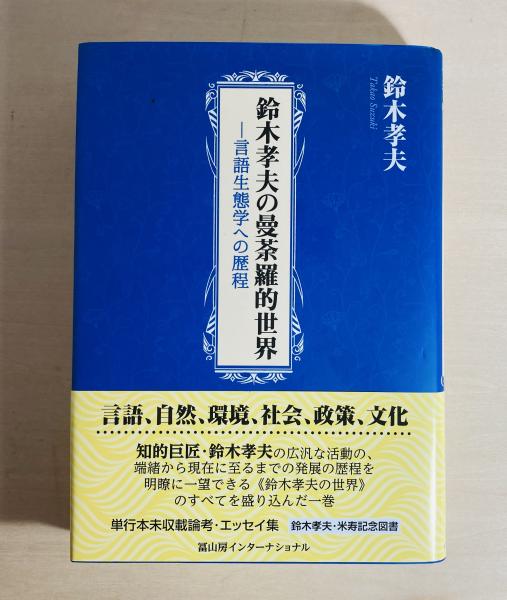 鈴木孝夫
Takao Suzuki
鈴木孝夫の曼荼羅的世界
―言語生態学への歴程
言語、自然、環境、社会、政策、文化
知的巨匠・鈴木孝夫の広汎な活動の、
端緒から現在に至るまでの発展の歴程を
明瞭に一望できる《鈴木孝夫の世界》
のすべてを盛り込んだ一巻
単行本未収載論考・エッセイ集 鈴木孝夫・米寿記念図書
冨山房インターナショナル